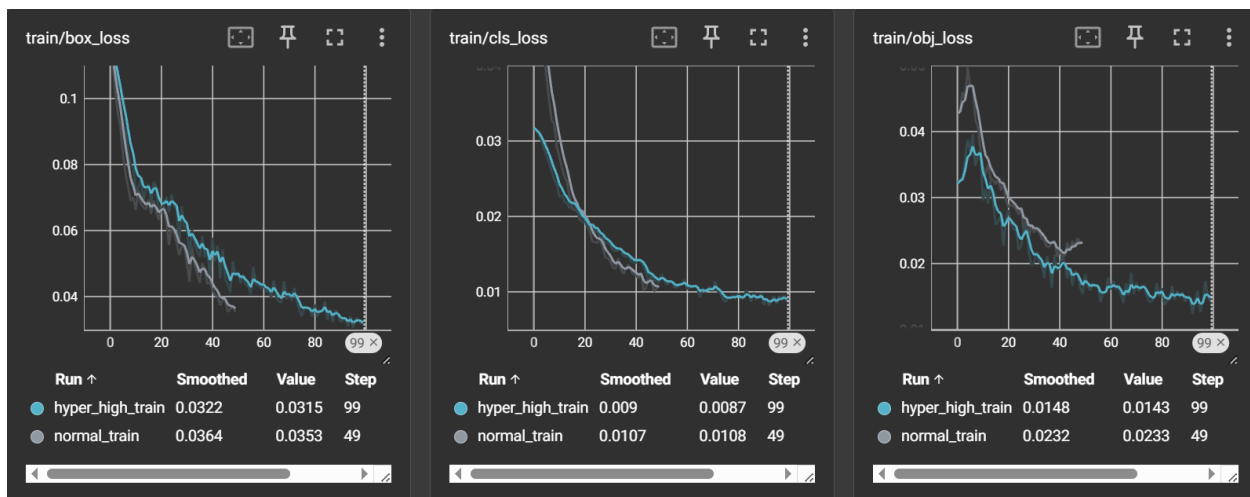 train/box_loss
0.1
0.08
0.06
0.04
0 20 40 60 80 99 ×
Run ↑ Smoothed Value Step
hyper_high_train 0.0322 0.0315 99
normal_train 0.0364 0.0353 49
train/cls_loss
0.03
0.02
0.01
0 20 40 60 80 99 ×
Run ↑ Smoothed Value Step
hyper_high_train 0.009 0.0087 99
normal_train 0.0107 0.0108 49
train/obj_loss
0.04
0.03
0.02
0 20 40 60 80 99 ×
Run ↑ Smoothed Value Step
hyper_high_train 0.0148 0.0143 99
normal_train 0.0232 0.0233 49